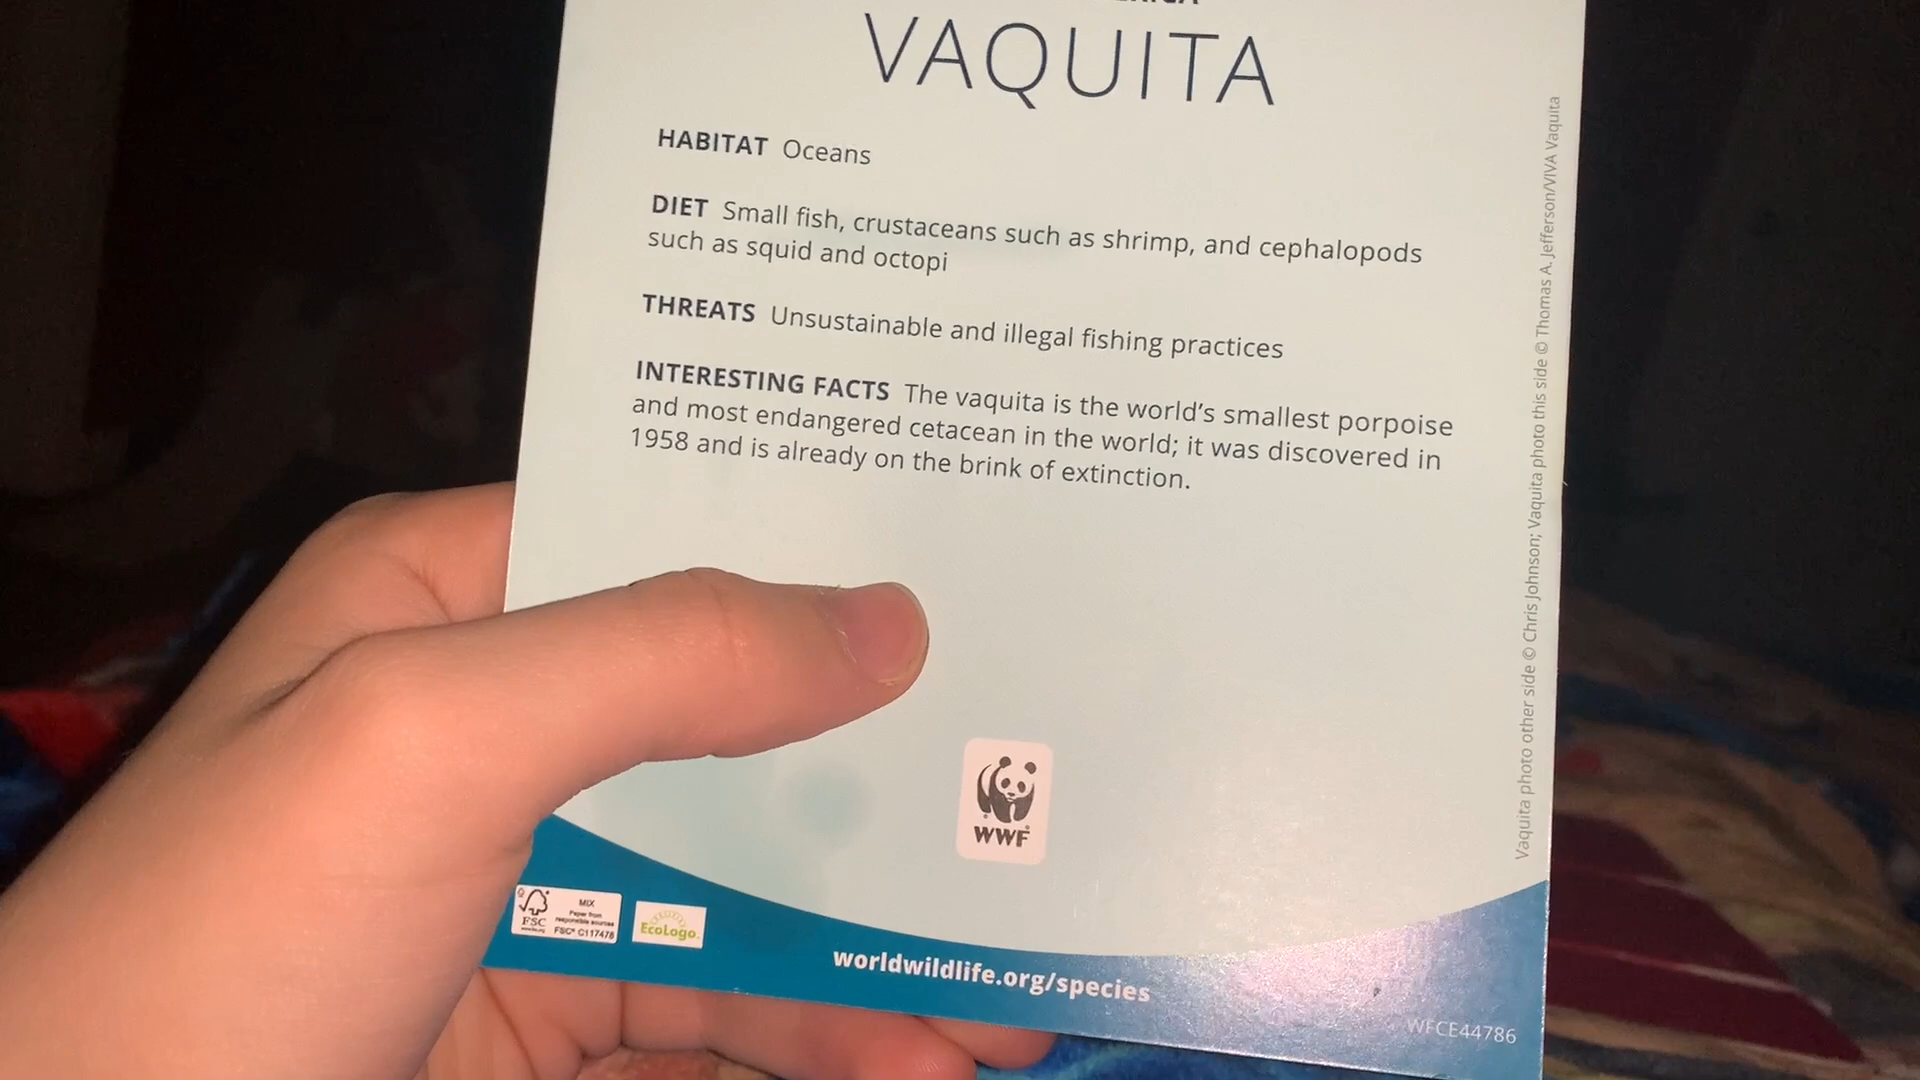 VAQUITA
HABITAT Oceans
DIET Small fish, crustaceans such as shrimp, and cephalopods
such as squid and octopi
THREATS Unsustainable and illegal fishing practices
INTERESTING FACTS The vaquita is the world's smallest porpoise
and most endangered cetacean in the world; it was discovered in
1958 and is already on the brink of extinction.
Vaquita photo other side © Chris Johnson; Vaquita photo this side © Thomas A. Jefferson/VIVA Vaquita
WWF
FSC
MIX
Paper from
responsible sources
FSC® C117478
EcoLogo
worldwildlife.org/species
WFCE44786